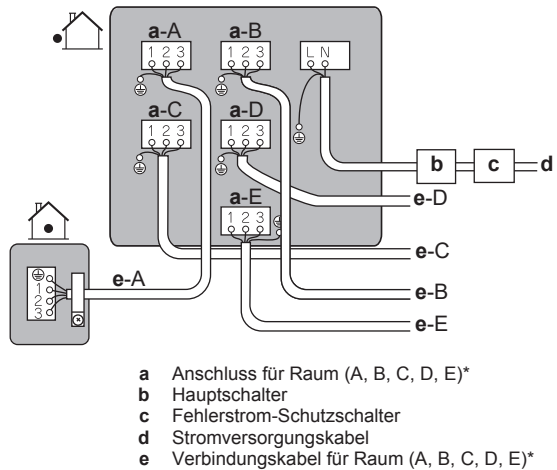 a-A
a-B
1 2 3
1 2 3
L N
a-C
a-D
1 2 3
1 2 3
b
c
d
e-D
a-E
1 2 3
e-C
e-A
1
2
3
e-B
e-E
a Anschluss für Raum (A, B, C, D, E)*
b Hauptschalter
c Fehlerstrom-Schutzschalter
d Stromversorgungskabel
e Verbindungskabel für Raum (A, B, C, D, E)*